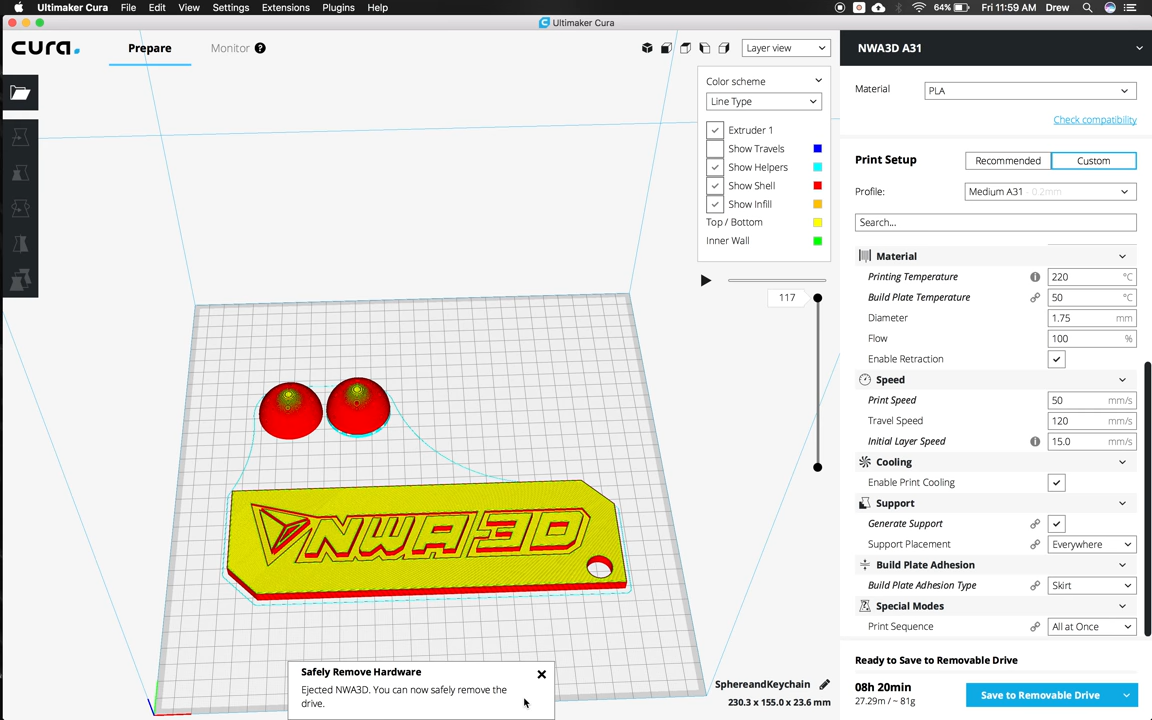 Ultimaker Cura File Edit View Settings Extensions Plugins Help 64% Fri 11:59 AM Drew
Ultimaker Cura
cura. Prepare Monitor ? Layer view NWA3D A31
Color scheme
Line Type
Extruder 1
Show Travels
Show Helpers
Show Shell
Show Infill
Top / Bottom
Inner Wall
117
Material PLA
Check compatibility
Print Setup Recommended Custom
Profile: Medium A31 - 0.2mm
Search...
Material
Printing Temperature 220 °C
Build Plate Temperature 50 °C
Diameter 1.75 mm
Flow 100 %
Enable Retraction
Speed
Print Speed 50 mm/s
Travel Speed 120 mm/s
Initial Layer Speed 15.0 mm/s
Cooling
Enable Print Cooling
Support
Generate Support
Support Placement Everywhere
Build Plate Adhesion
Build Plate Adhesion Type Skirt
Special Modes
Print Sequence All at Once
NWA3D
Safely Remove Hardware
Ejected NWA3D. You can now safely remove the
drive.
SphereandKeychain
230.3 x 155.0 x 23.6 mm
Ready to Save to Removable Drive
08h 20min
27.29m / ~ 81g
Save to Removable Drive